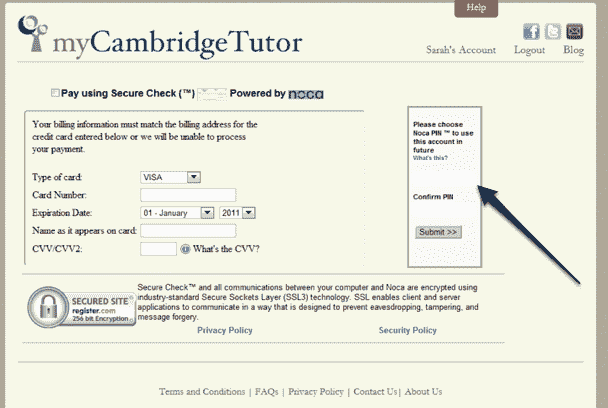 Help
myCambridgeTutor
Sarah's Account Logout Blog
Pay using Secure Check (™) Powered by noca
Your billing information must match the billing address for the
credit card entered below or we will be unable to process
your payment.
Type of card: VISA
Card Number:
Expiration Date: 01 - January 2011
Name as it appears on card:
CVV/CVV2: What's the CVV?
Please choose
Noca PIN ™ to use
this account in
future
What's this?
Confirm PIN
Submit >>
SECURED SITE
register.com
256 bit Encryption
Secure Check™ and all communications between your computer and Noca are encrypted using
industry-standard Secure Sockets Layer (SSL3) technology. SSL enables client and server
applications to communicate in a way that is designed to prevent eavesdropping, tampering, and
message forgery.
Privacy Policy Security Policy
Terms and Conditions | FAQs | Privacy Policy | Contact Us| About Us